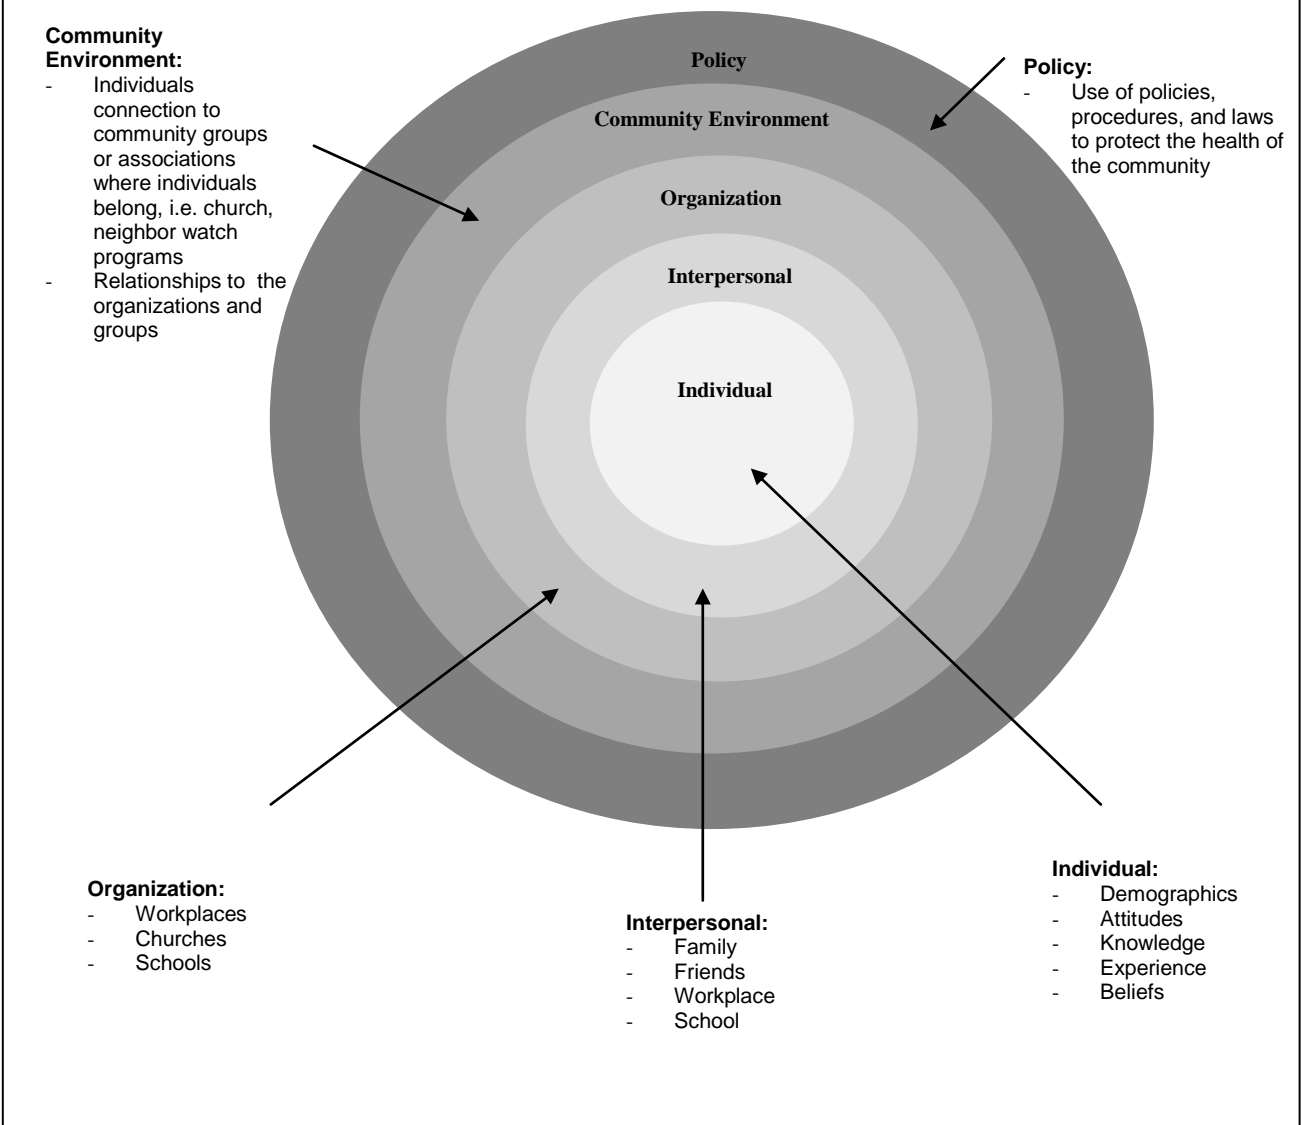 Community
Environment:
- Individuals
connection to
community groups
or associations
where individuals
belong, i.e. church,
neighbor watch
programs
- Relationships to the
organizations and
groups
Policy
Community Environment
Organization
Interpersonal
Individual
Policy:
- Use of policies,
procedures, and laws
to protect the health of
the community
Organization:
- Workplaces
- Churches
- Schools
Interpersonal:
- Family
- Friends
- Workplace
- School
Individual:
- Demographics
- Attitudes
- Knowledge
- Experience
- Beliefs